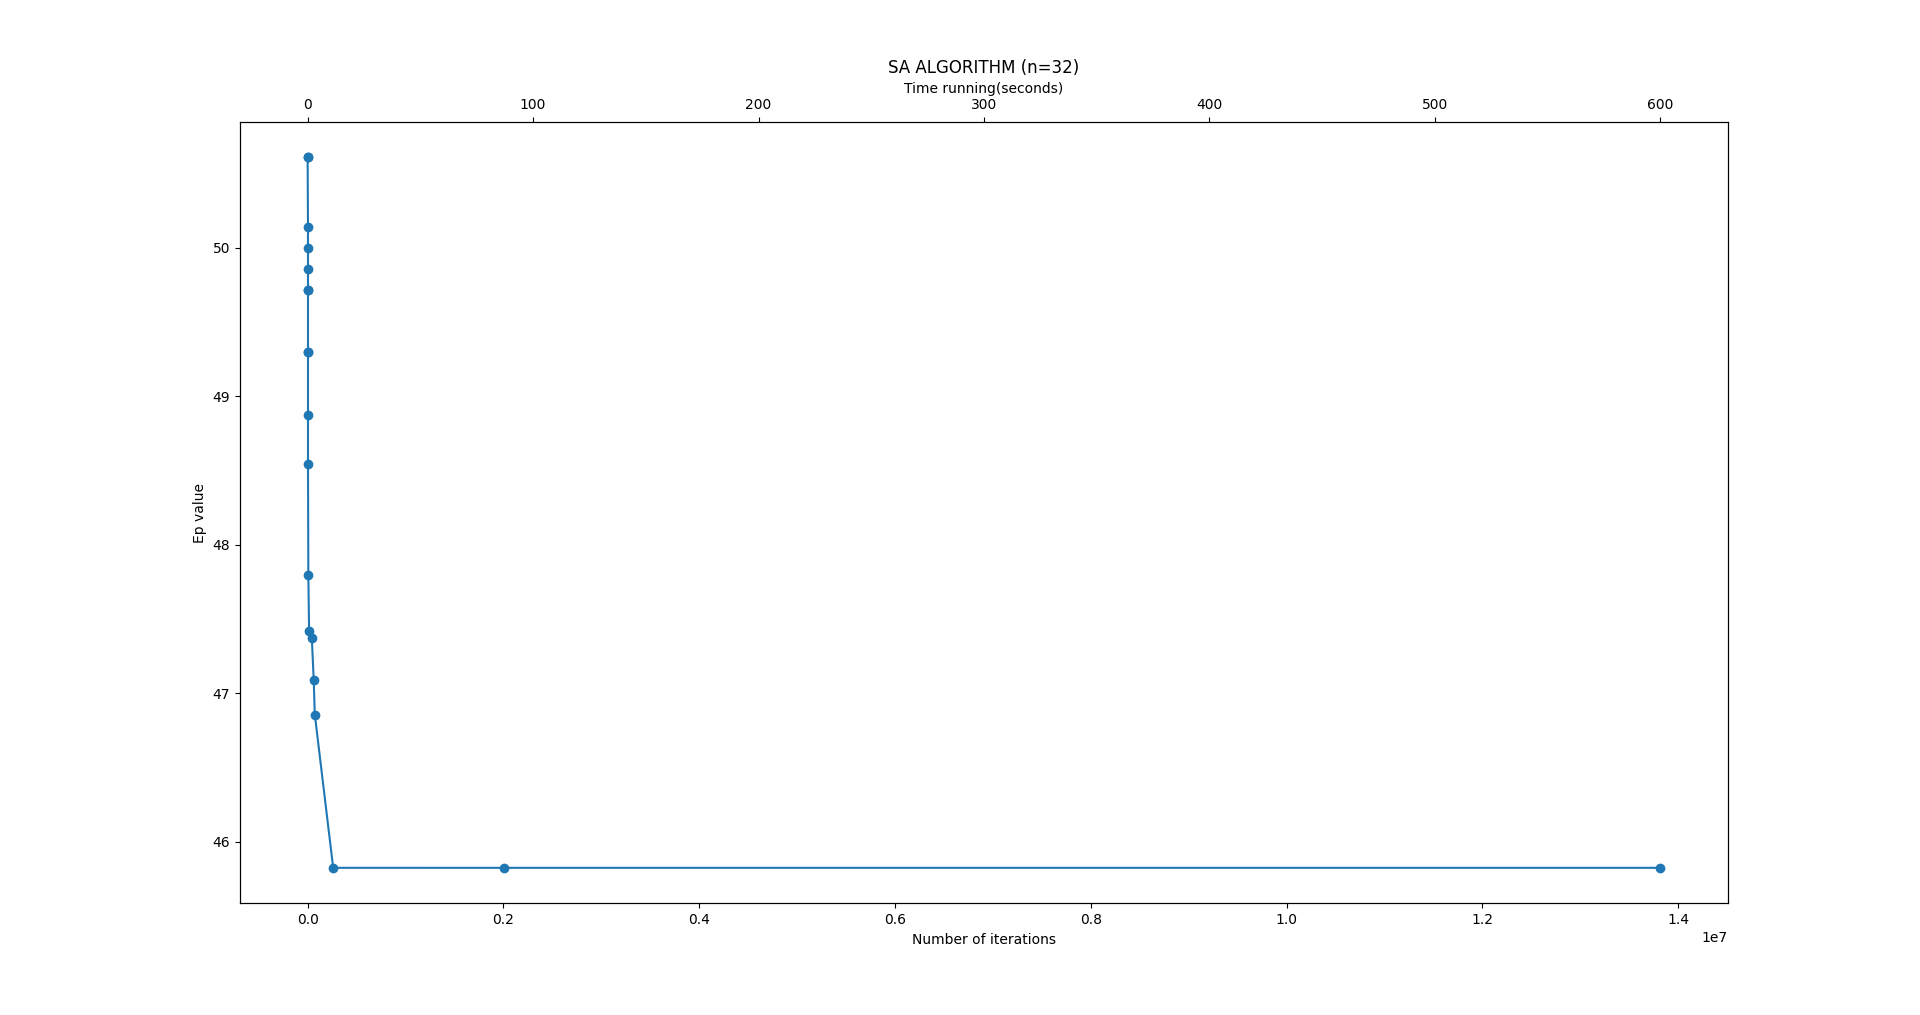 SA ALGORITHM (n=32)
Time running(seconds)
0 100 200 300 400 500 600
50
49
48
47
46
Ep value
0.0 0.2 0.4 0.6 0.8 1.0 1.2 1.4
1e7
Number of iterations